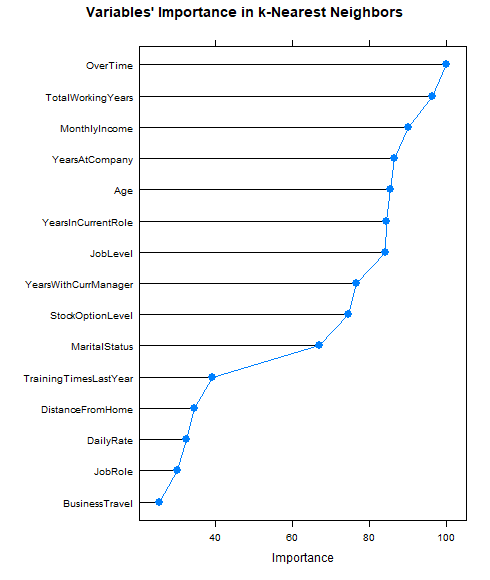 Variables' Importance in k-Nearest Neighbors
OverTime
TotalWorkingYears
MonthlyIncome
YearsAtCompany
Age
YearsInCurrentRole
JobLevel
YearsWithCurrManager
StockOptionLevel
MaritalStatus
TrainingTimesLastYear
DistanceFromHome
DailyRate
JobRole
BusinessTravel
40 60 80 100
Importance